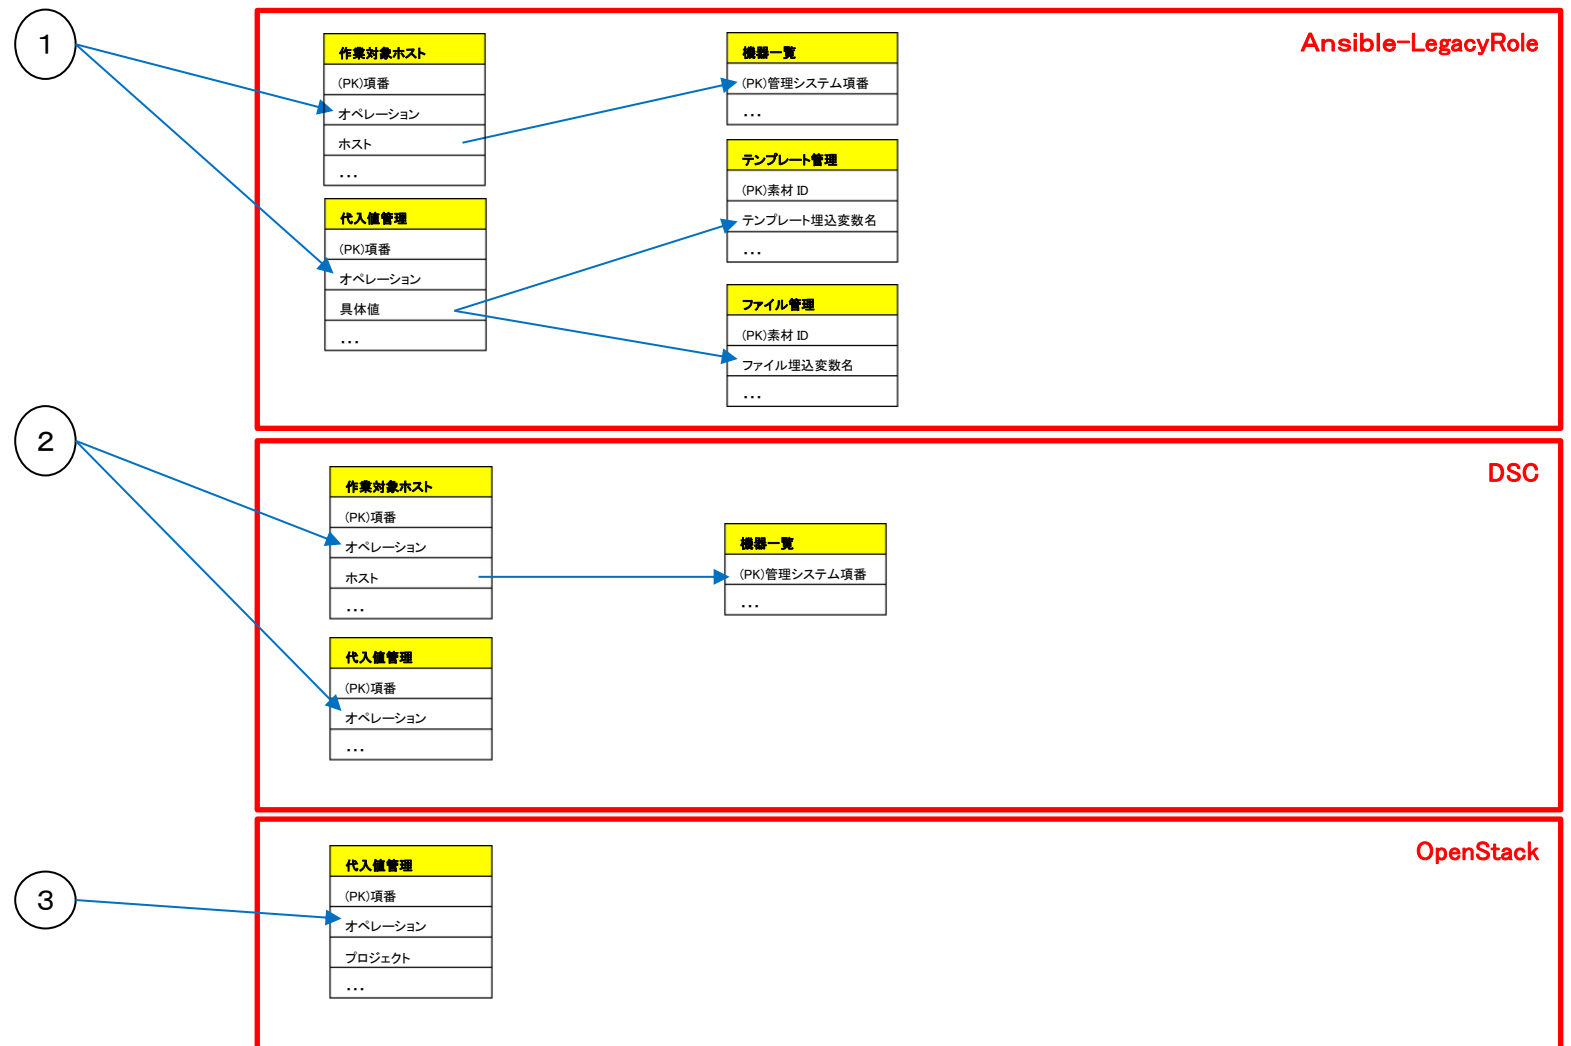 1
Ansible-LegacyRole
作業対象ホスト
(PK)項番
オペレーション
ホスト
...
代入値管理
(PK)項番
オペレーション
具体値
...
機器一覧
(PK)管理システム項番
...
テンプレート管理
(PK)素材 ID
テンプレート埋込変数名
...
ファイル管理
(PK)素材 ID
ファイル埋込変数名
...
2
DSC
作業対象ホスト
(PK)項番
オペレーション
ホスト
...
代入値管理
(PK)項番
オペレーション
...
機器一覧
(PK)管理システム項番
...
3
OpenStack
代入値管理
(PK)項番
オペレーション
プロジェクト
...